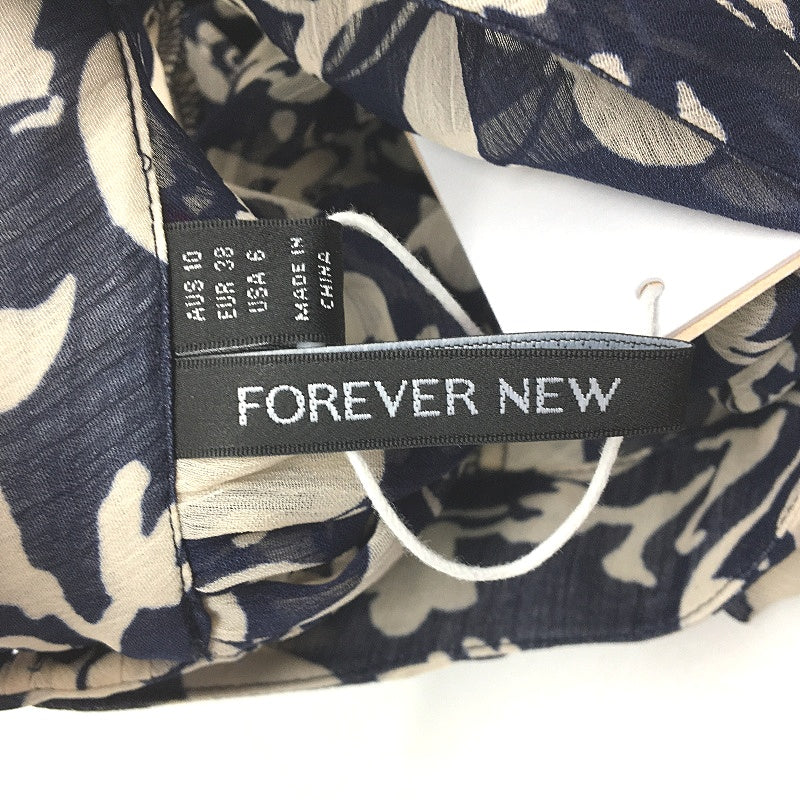 AUS 10
EUR 38
USA 6
MADE IN
CHINA
FOREVER NEW